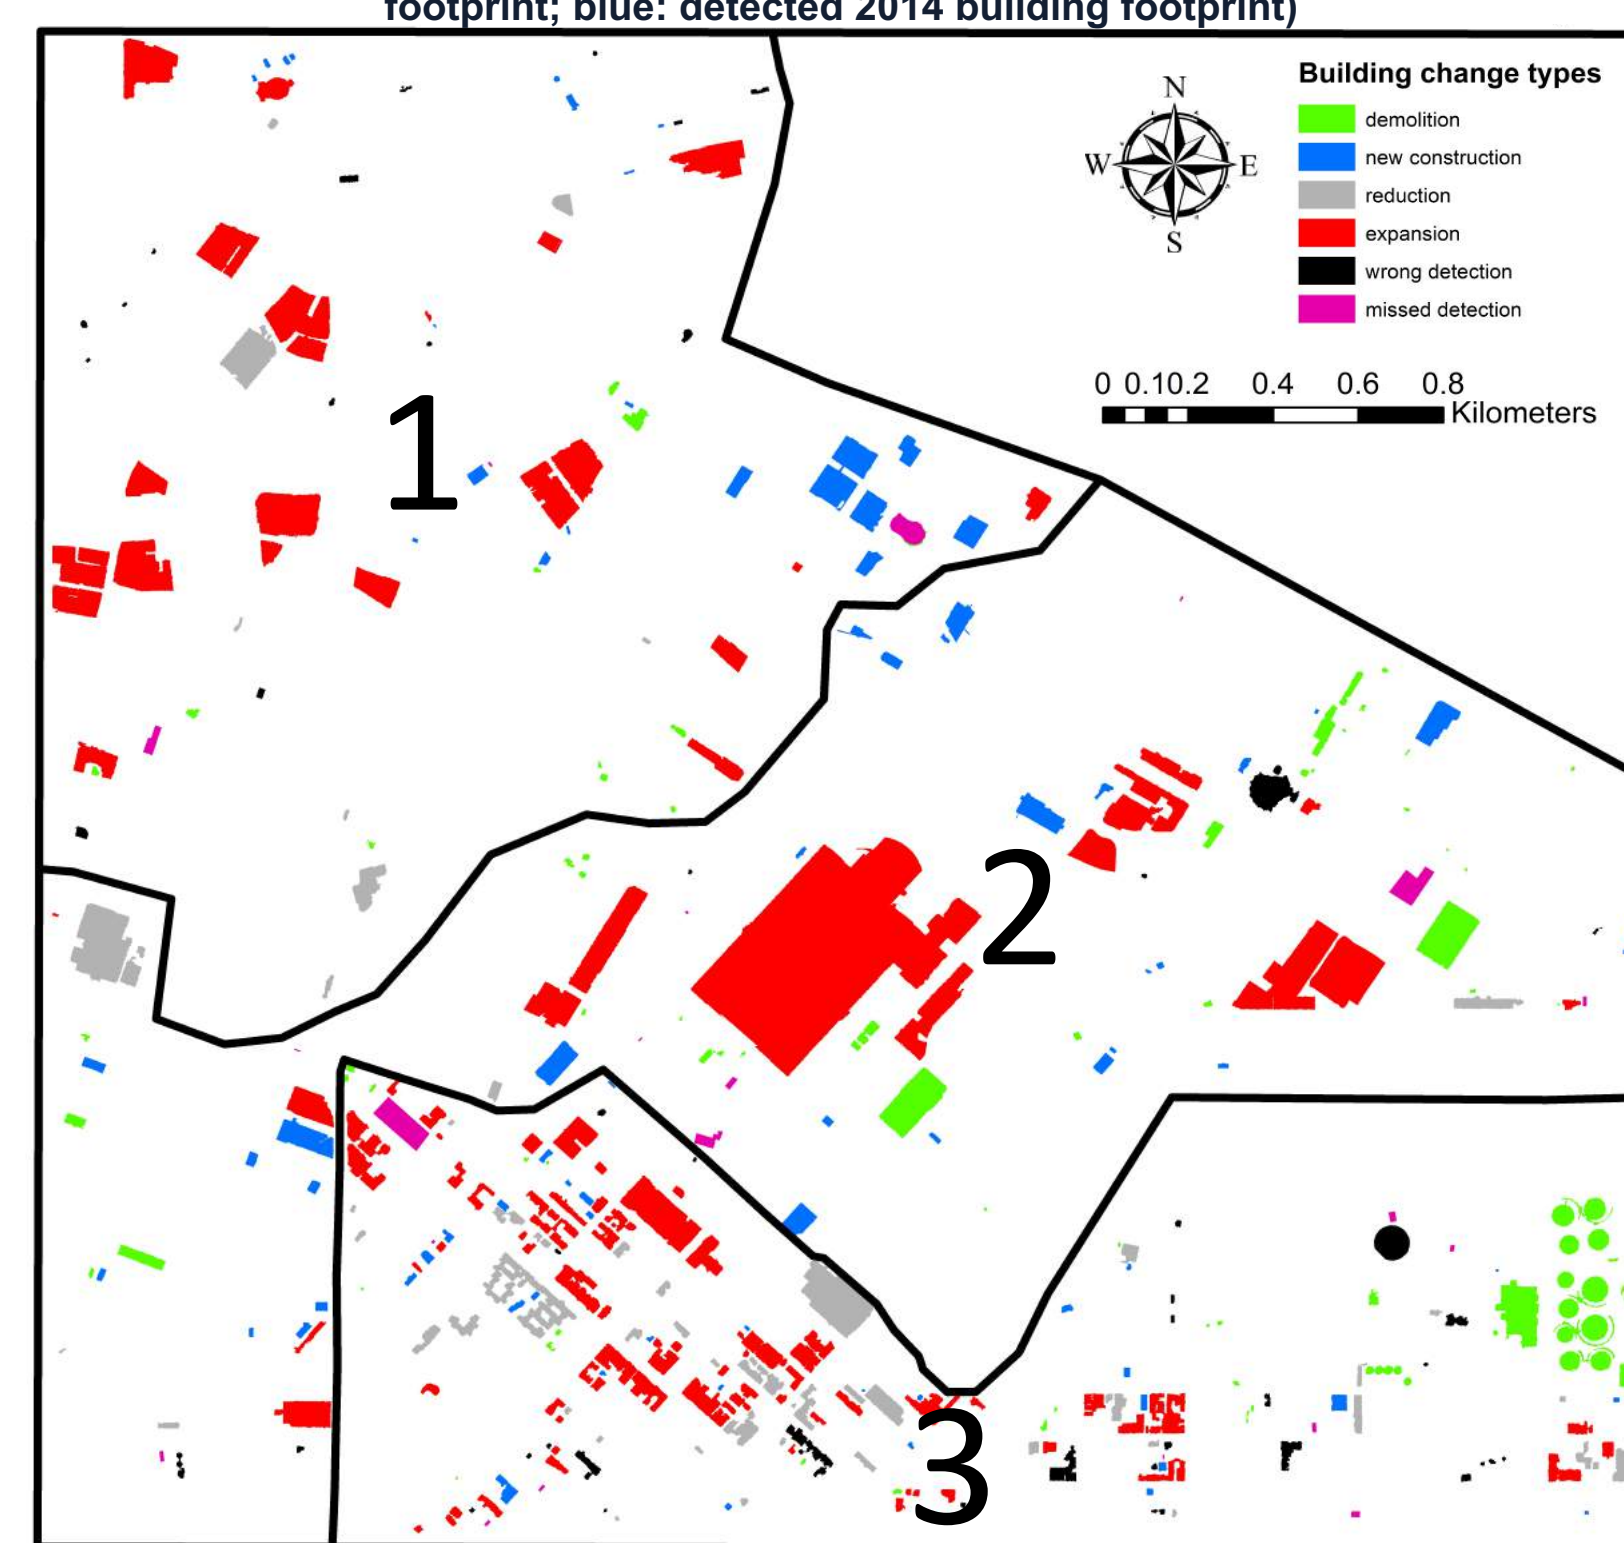 footprint; blue: detected 2014 building footprint)
Building change types
demolition
new construction
reduction
expansion
wrong detection
missed detection
N
W E
S
0 0.10.2 0.4 0.6 0.8
Kilometers
1
2
3